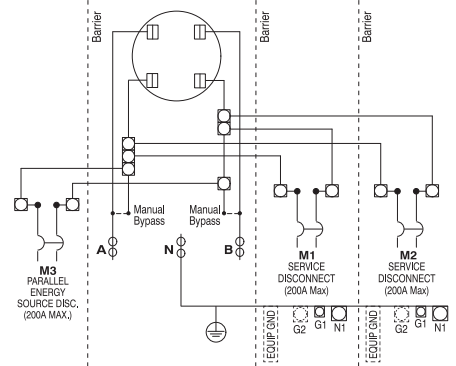 Barrier
Barrier
Barrier
Manual
Bypass
Manual
Bypass
A
N
B
M3
PARALLEL
ENERGY
SOURCE DISC.
(200A MAX.)
M1
SERVICE
DISCONNECT
(200A Max)
M2
SERVICE
DISCONNECT
(200A Max)
EQUIP GND
G2
G1
N1
EQUIP GND
G2
G1
N1